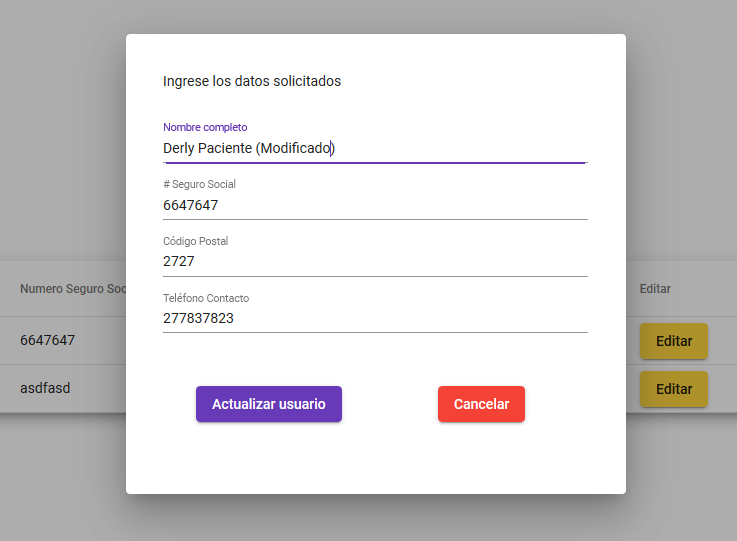 Ingrese los datos solicitados
Nombre completo
Derly Paciente (Modificado)
# Seguro Social
6647647
Código Postal
2727
Teléfono Contacto
277837823
Actualizar usuario
Cancelar
Numero Seguro Soc
Editar
6647647
Editar
asdfasd
Editar